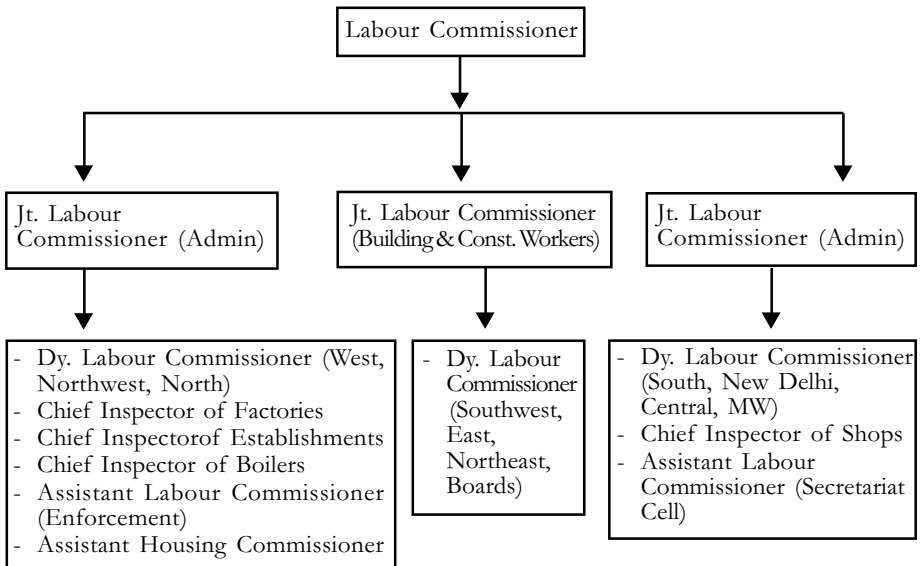 Labour Commissioner
Jt. Labour
Commissioner (Admin)
Jt. Labour Commissioner
(Building & Const. Workers)
Jt. Labour
Commissioner (Admin)
- Dy. Labour Commissioner (West,
Northwest, North)
- Chief Inspector of Factories
- Chief Inspectorof Establishments
- Chief Inspector of Boilers
- Assistant Labour Commissioner
(Enforcement)
- Assistant Housing Commissioner
- Dy. Labour
Commissioner
(Southwest,
East,
Northeast,
Boards)
- Dy. Labour Commissioner
(South, New Delhi,
Central, MW)
- Chief Inspector of Shops
- Assistant Labour
Commissioner (Secretariat
Cell)